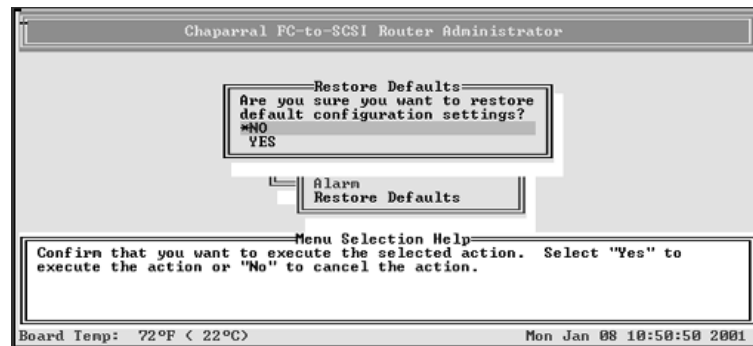 Chaparral FC-to-SCSI Router Administrator
Restore Defaults
Are you sure you want to restore
default configuration settings?
*NO
YES
Alarm
Restore Defaults
Menu Selection Help
Confirm that you want to execute the selected action. Select "Yes" to
execute the action or "No" to cancel the action.
Board Temp: 72ºF ( 22ºC) Mon Jan 08 10:50:50 2001